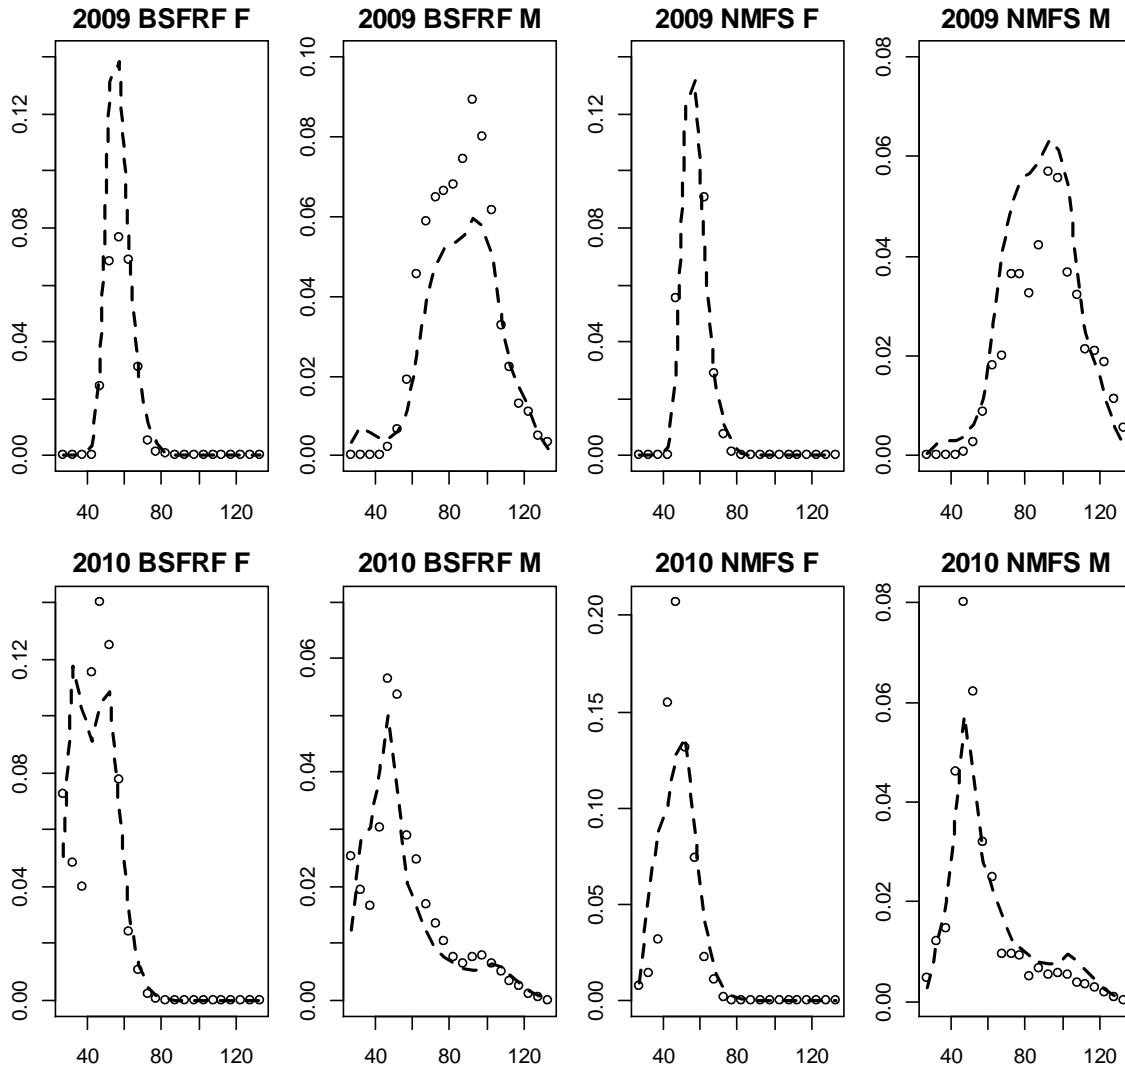 2009 BSFRF F
2009 BSFRF M
2009 NMFS F
2009 NMFS M
0.00 0.04 0.08 0.12
40 80 120
0.00 0.02 0.04 0.06 0.08 0.10
40 80 120
0.00 0.04 0.08 0.12
40 80 120
0.00 0.02 0.04 0.06 0.08
40 80 120
2010 BSFRF F
2010 BSFRF M
2010 NMFS F
2010 NMFS M
0.00 0.04 0.08 0.12
40 80 120
0.00 0.02 0.04 0.06
40 80 120
0.00 0.05 0.10 0.15 0.20
40 80 120
0.00 0.02 0.04 0.06 0.08
40 80 120